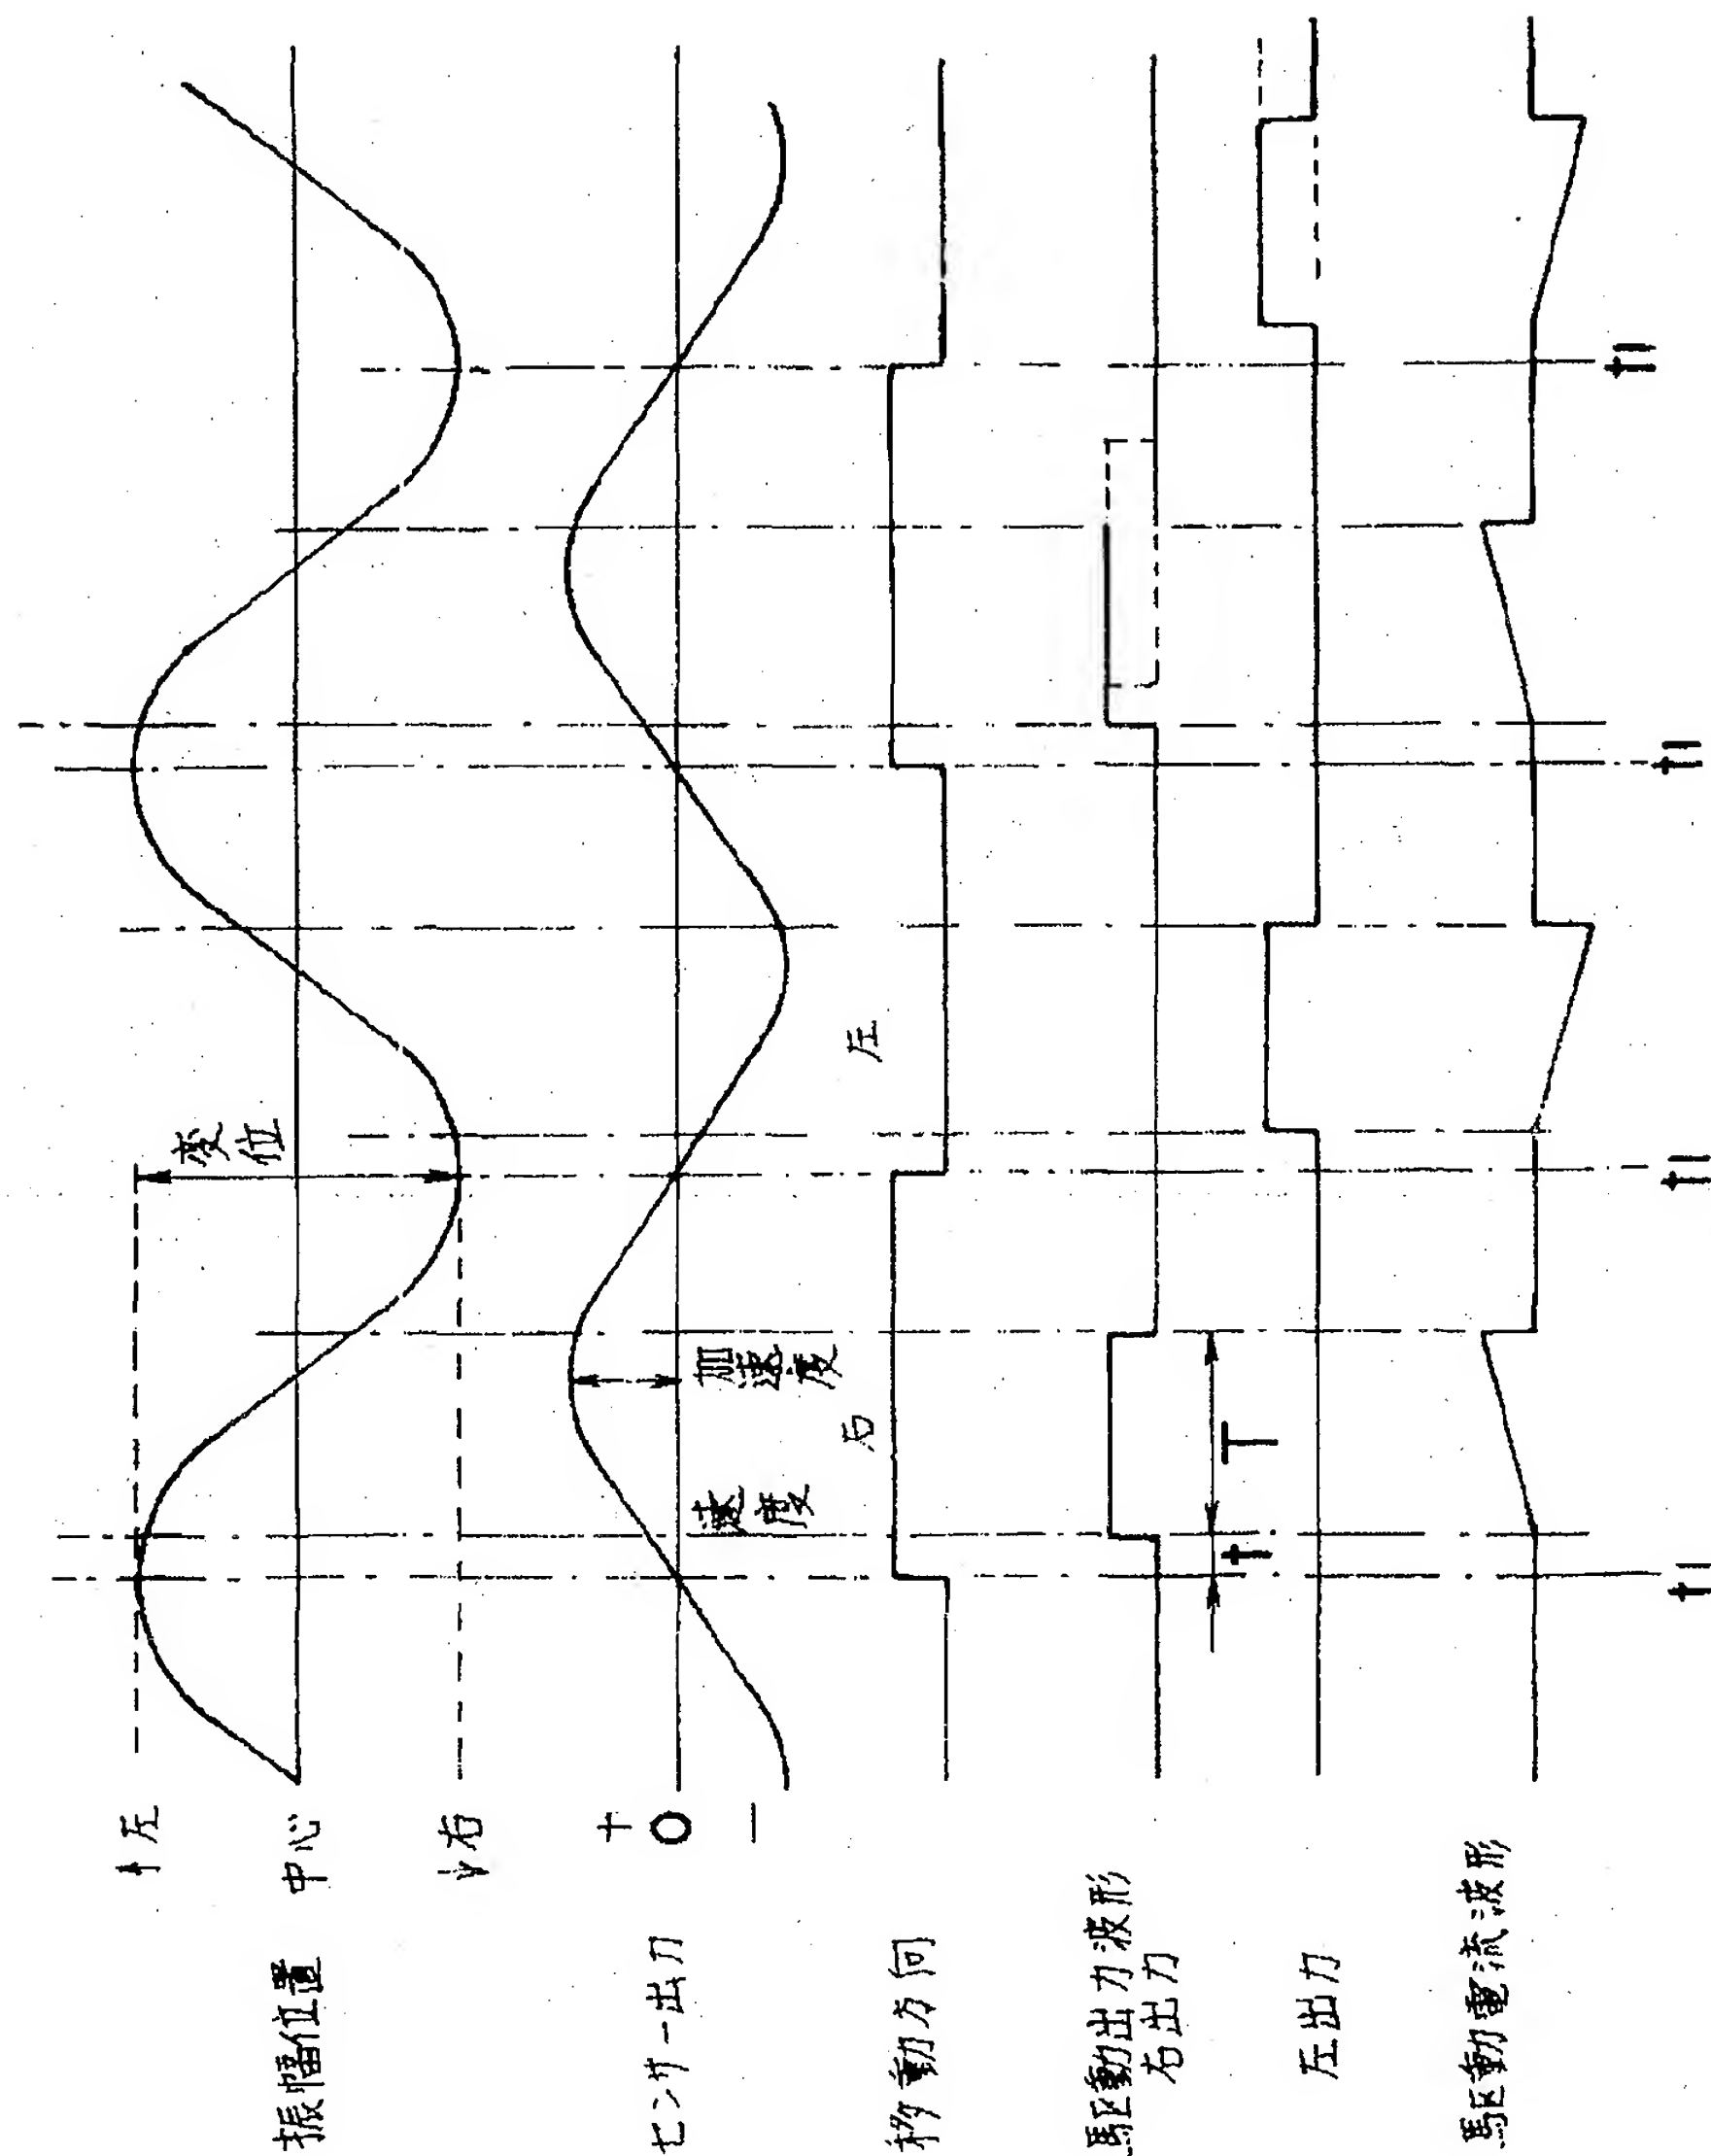 振幅位置
↑左
中心
↓右
変位
センサー出力
+
0
−
速度
加速度
移動方向
右
左
駆動出力波形
右出力
t
T
左出力
駆動電流波形
t1
t1
t1
t1